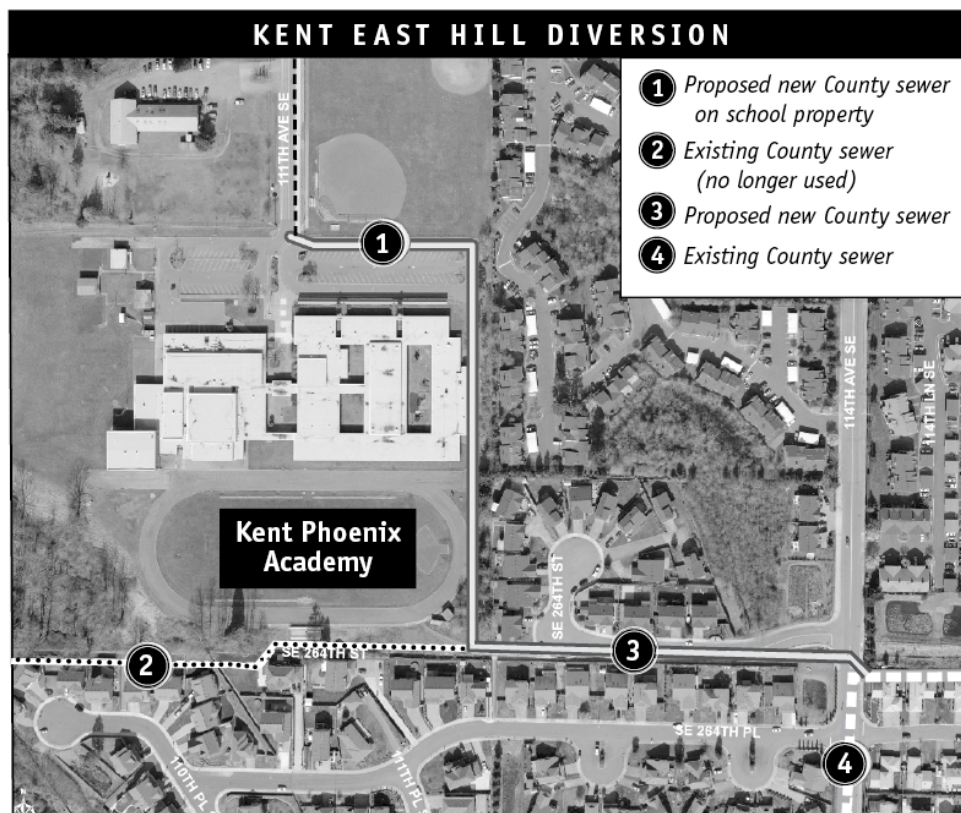 KENT EAST HILL DIVERSION
1 Proposed new County sewer
on school property
2 Existing County sewer
(no longer used)
3 Proposed new County sewer
4 Existing County sewer
111TH AVE SE
1
114TH AVE SE
114TH LN SE
Kent Phoenix
Academy
SE 264TH ST
2
SE 264TH ST
3
SE 264TH PL
4
110TH PL S
111TH PL S
N